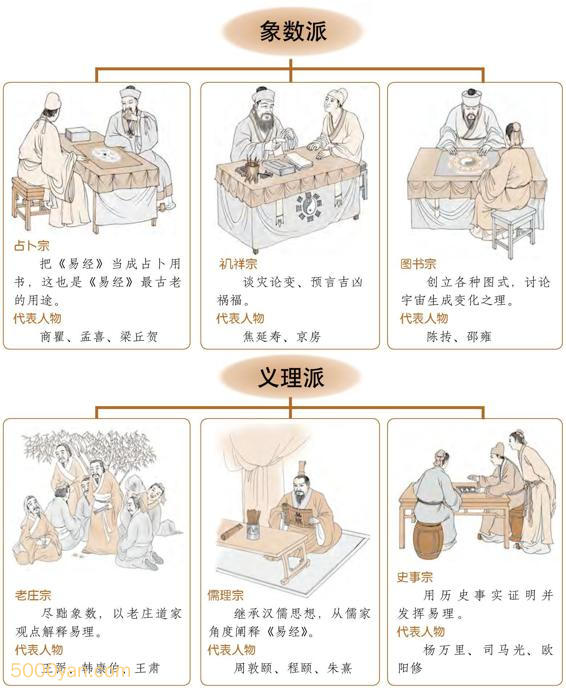 象数派
占卜宗
把《易经》当成占卜用
书，这也是《易经》最古老
的用途。
代表人物
商瞿、孟喜、梁丘贺
禨祥宗
谈灾论变、预言吉凶
祸福。
代表人物
焦延寿、京房
图书宗
创立各种图式，讨论
宇宙生成变化之理。
代表人物
陈抟、邵雍
义理派
老庄宗
尽黜象数，以老庄道家
观点解释易理。
代表人物
王弼、韩康伯、王肃
儒理宗
继承汉儒思想，从儒家
角度阐释《易经》。
代表人物
周敦颐、程颐、朱熹
史事宗
用历史事实证明并
发挥易理。
代表人物
杨万里、司马光、欧
阳修
5000yan.com